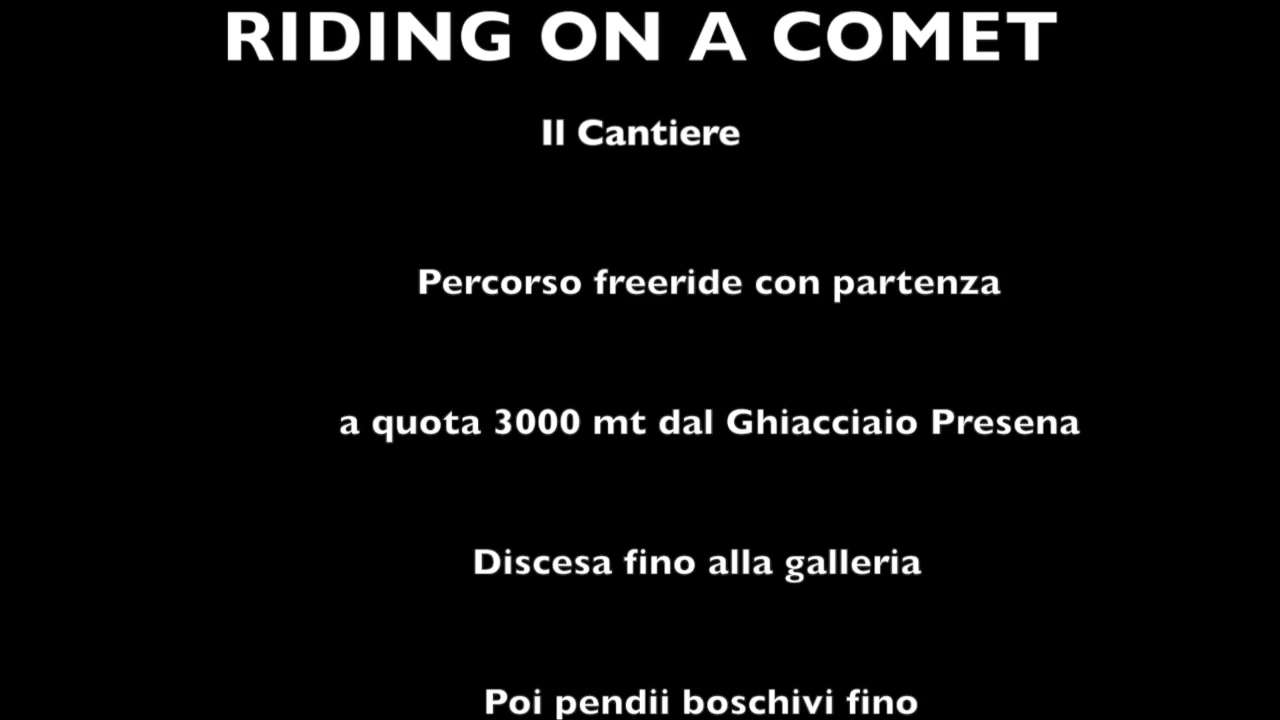 RIDING ON A COMET
Il Cantiere
Percorso freeride con partenza
a quota 3000 mt dal Ghiacciaio Presena
Discesa fino alla galleria
Poi pendii boschivi fino